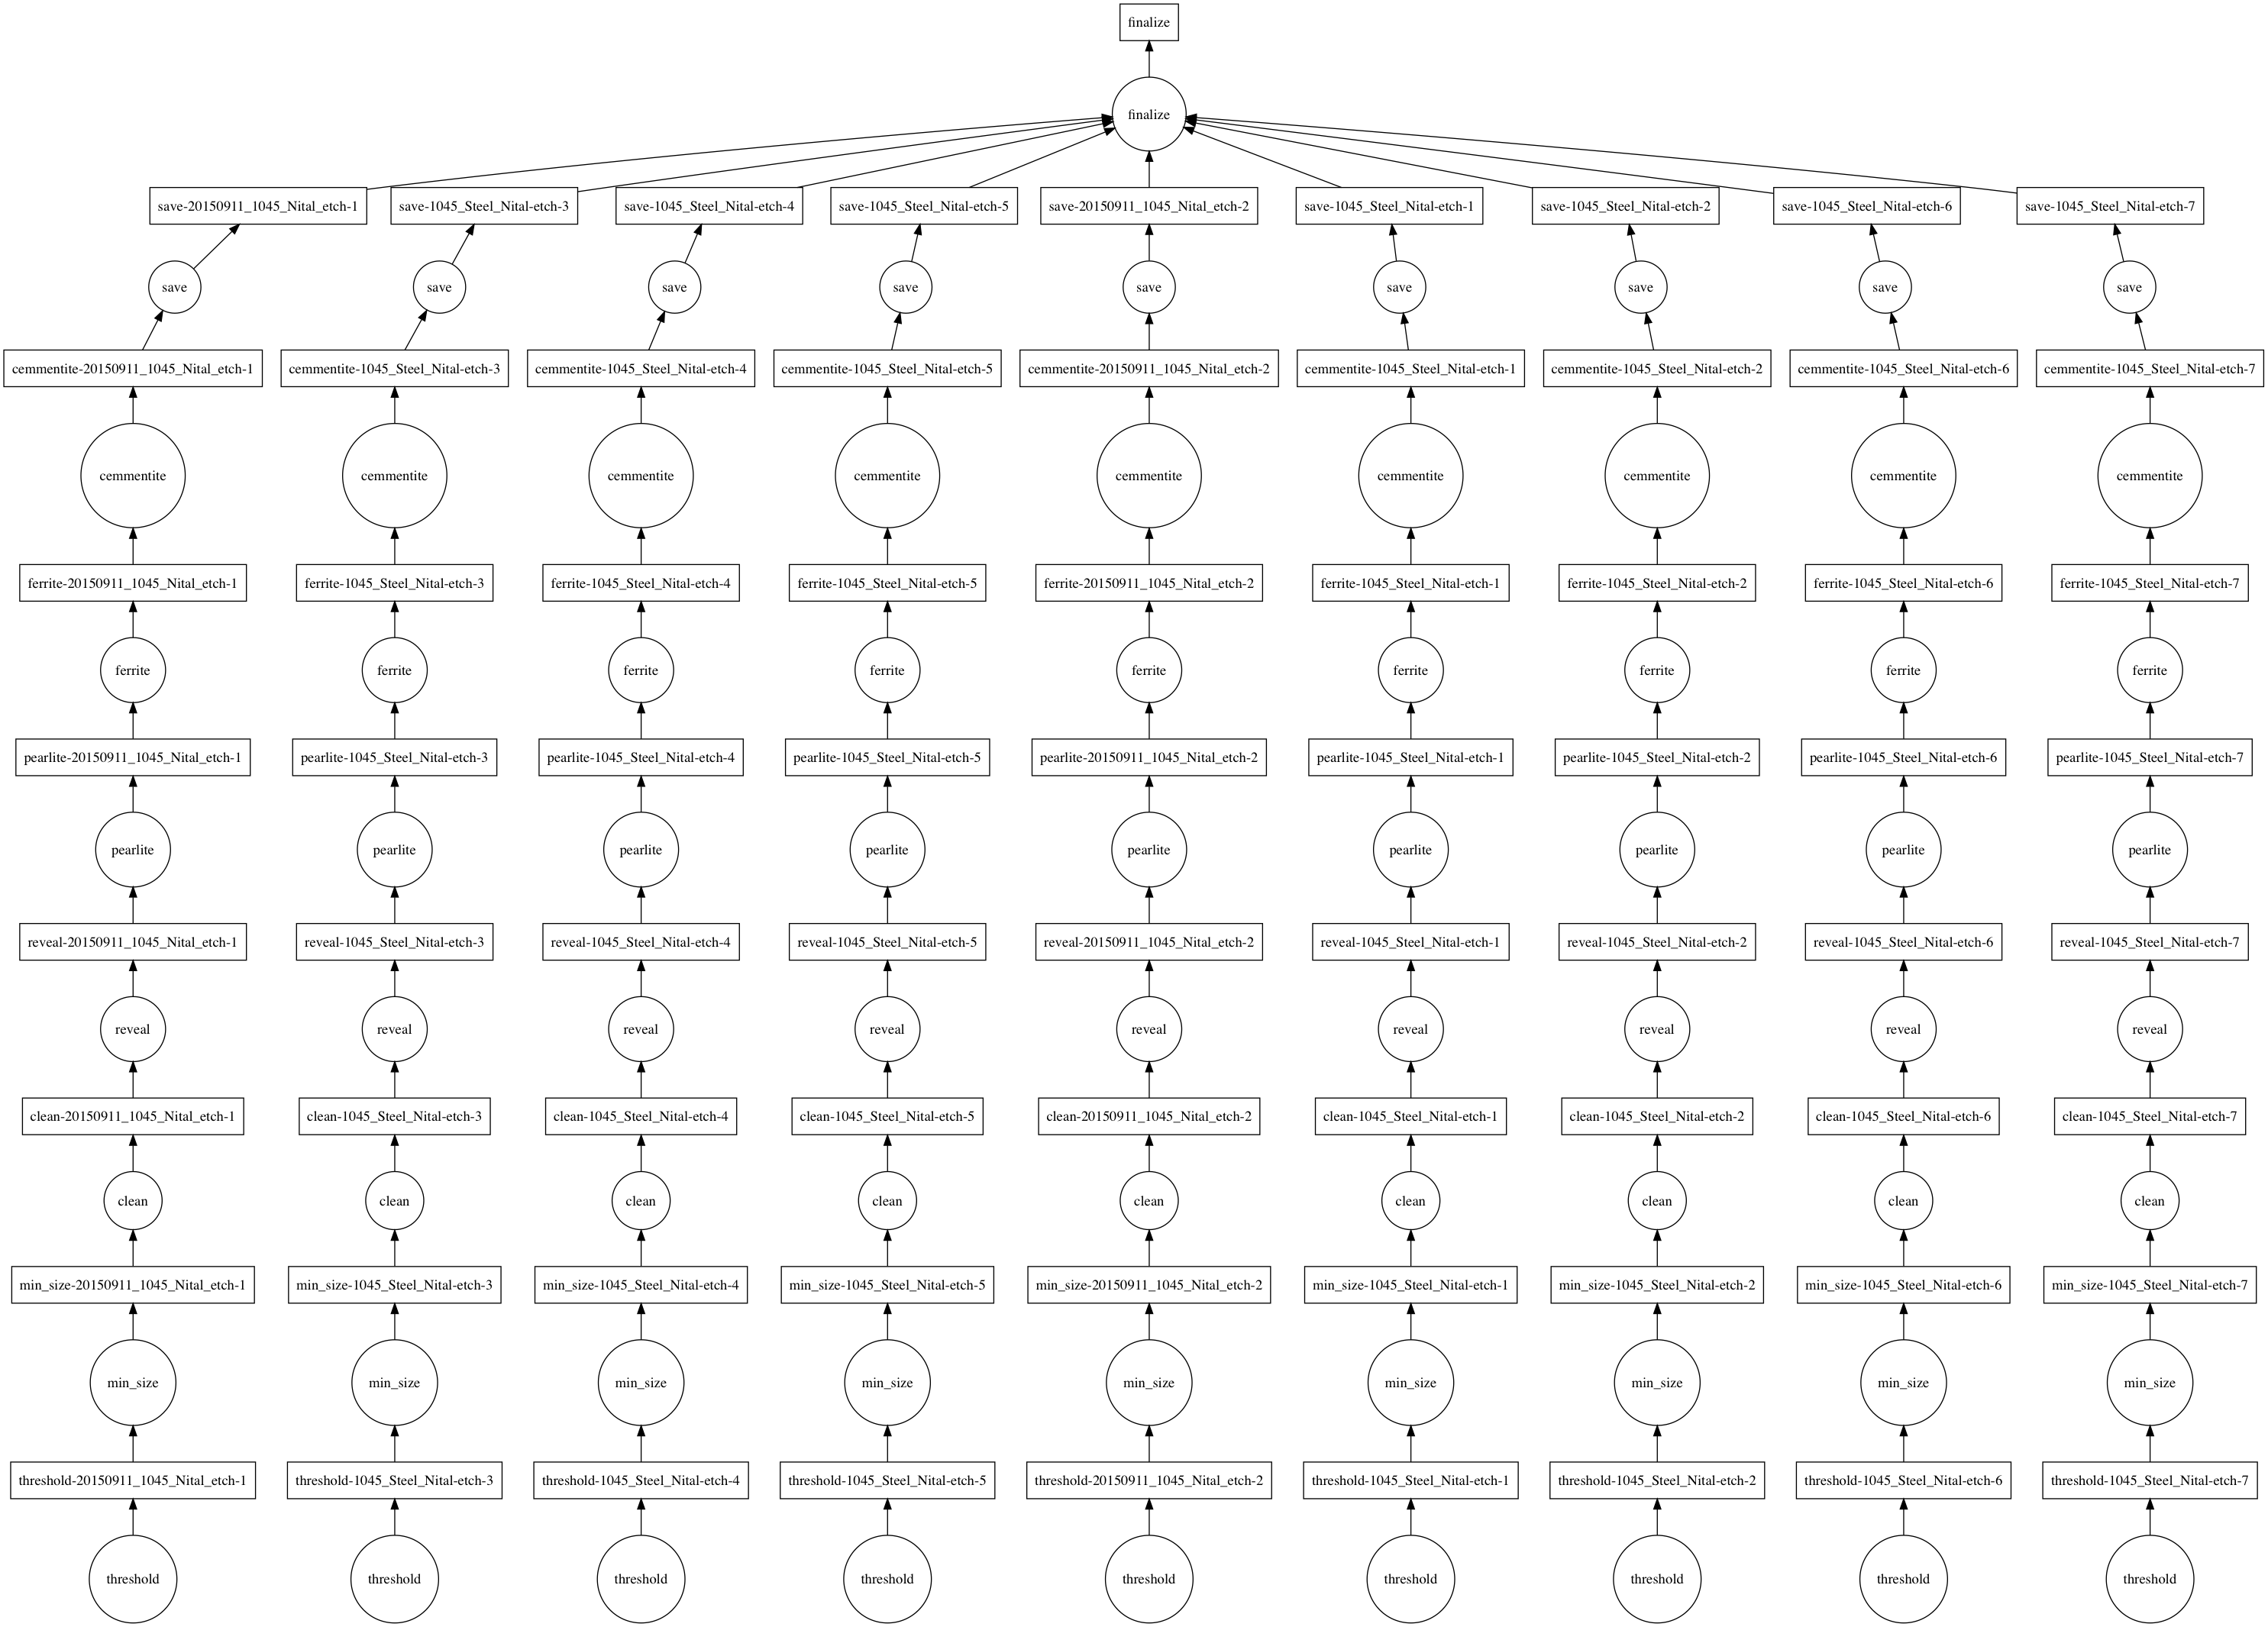 finalize
finalize
save-20150911_1045_Nital_etch-1 save-1045_Steel_Nital-etch-3 save-1045_Steel_Nital-etch-4 save-1045_Steel_Nital-etch-5 save-20150911_1045_Nital_etch-2 save-1045_Steel_Nital-etch-1 save-1045_Steel_Nital-etch-2 save-1045_Steel_Nital-etch-6 save-1045_Steel_Nital-etch-7
save save save save save save save save save
cemmentite-20150911_1045_Nital_etch-1 cemmentite-1045_Steel_Nital-etch-3 cemmentite-1045_Steel_Nital-etch-4 cemmentite-1045_Steel_Nital-etch-5 cemmentite-20150911_1045_Nital_etch-2 cemmentite-1045_Steel_Nital-etch-1 cemmentite-1045_Steel_Nital-etch-2 cemmentite-1045_Steel_Nital-etch-6 cemmentite-1045_Steel_Nital-etch-7
cemmentite cemmentite cemmentite cemmentite cemmentite cemmentite cemmentite cemmentite cemmentite
ferrite-20150911_1045_Nital_etch-1 ferrite-1045_Steel_Nital-etch-3 ferrite-1045_Steel_Nital-etch-4 ferrite-1045_Steel_Nital-etch-5 ferrite-20150911_1045_Nital_etch-2 ferrite-1045_Steel_Nital-etch-1 ferrite-1045_Steel_Nital-etch-2 ferrite-1045_Steel_Nital-etch-6 ferrite-1045_Steel_Nital-etch-7
ferrite ferrite ferrite ferrite ferrite ferrite ferrite ferrite ferrite
pearlite-20150911_1045_Nital_etch-1 pearlite-1045_Steel_Nital-etch-3 pearlite-1045_Steel_Nital-etch-4 pearlite-1045_Steel_Nital-etch-5 pearlite-20150911_1045_Nital_etch-2 pearlite-1045_Steel_Nital-etch-1 pearlite-1045_Steel_Nital-etch-2 pearlite-1045_Steel_Nital-etch-6 pearlite-1045_Steel_Nital-etch-7
pearlite pearlite pearlite pearlite pearlite pearlite pearlite pearlite pearlite
reveal-20150911_1045_Nital_etch-1 reveal-1045_Steel_Nital-etch-3 reveal-1045_Steel_Nital-etch-4 reveal-1045_Steel_Nital-etch-5 reveal-20150911_1045_Nital_etch-2 reveal-1045_Steel_Nital-etch-1 reveal-1045_Steel_Nital-etch-2 reveal-1045_Steel_Nital-etch-6 reveal-1045_Steel_Nital-etch-7
reveal reveal reveal reveal reveal reveal reveal reveal reveal
clean-20150911_1045_Nital_etch-1 clean-1045_Steel_Nital-etch-3 clean-1045_Steel_Nital-etch-4 clean-1045_Steel_Nital-etch-5 clean-20150911_1045_Nital_etch-2 clean-1045_Steel_Nital-etch-1 clean-1045_Steel_Nital-etch-2 clean-1045_Steel_Nital-etch-6 clean-1045_Steel_Nital-etch-7
clean clean clean clean clean clean clean clean clean
min_size-20150911_1045_Nital_etch-1 min_size-1045_Steel_Nital-etch-3 min_size-1045_Steel_Nital-etch-4 min_size-1045_Steel_Nital-etch-5 min_size-20150911_1045_Nital_etch-2 min_size-1045_Steel_Nital-etch-1 min_size-1045_Steel_Nital-etch-2 min_size-1045_Steel_Nital-etch-6 min_size-1045_Steel_Nital-etch-7
min_size min_size min_size min_size min_size min_size min_size min_size min_size
threshold-20150911_1045_Nital_etch-1 threshold-1045_Steel_Nital-etch-3 threshold-1045_Steel_Nital-etch-4 threshold-1045_Steel_Nital-etch-5 threshold-20150911_1045_Nital_etch-2 threshold-1045_Steel_Nital-etch-1 threshold-1045_Steel_Nital-etch-2 threshold-1045_Steel_Nital-etch-6 threshold-1045_Steel_Nital-etch-7
threshold threshold threshold threshold threshold threshold threshold threshold threshold